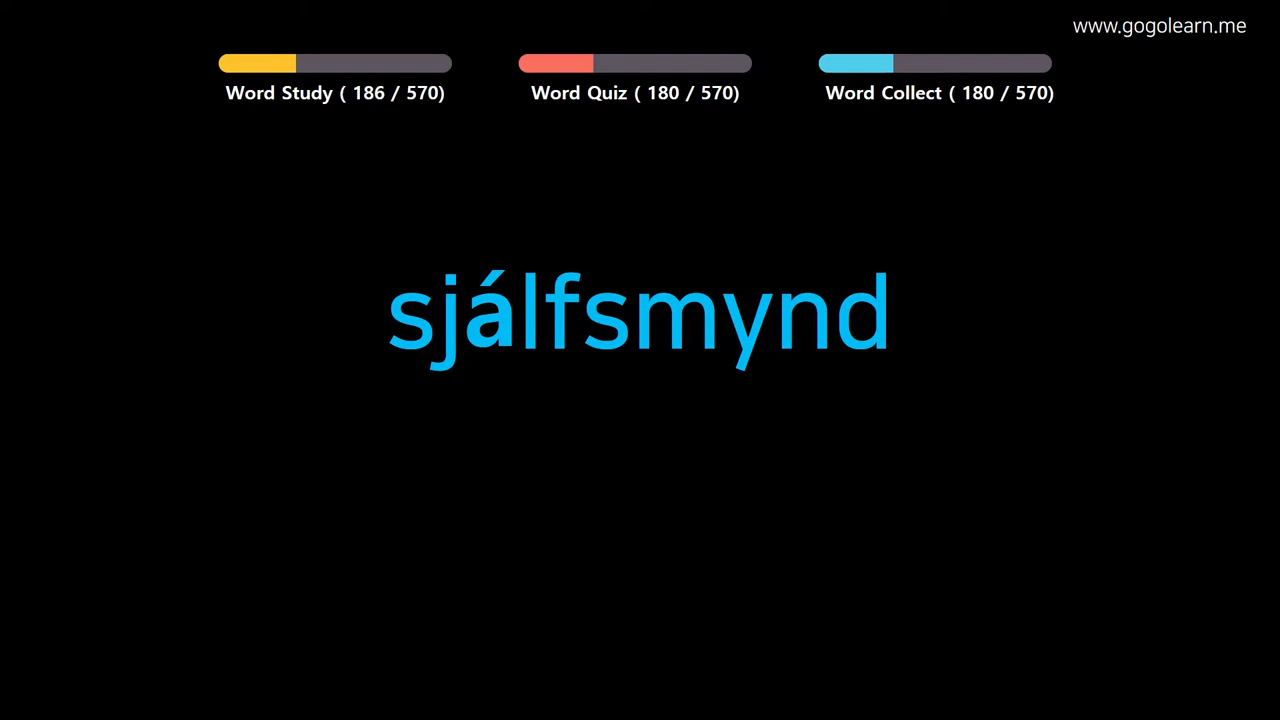 www.gogolearn.me
Word Study ( 186 / 570)
Word Quiz ( 180 / 570)
Word Collect ( 180 / 570)
sjálfsmynd